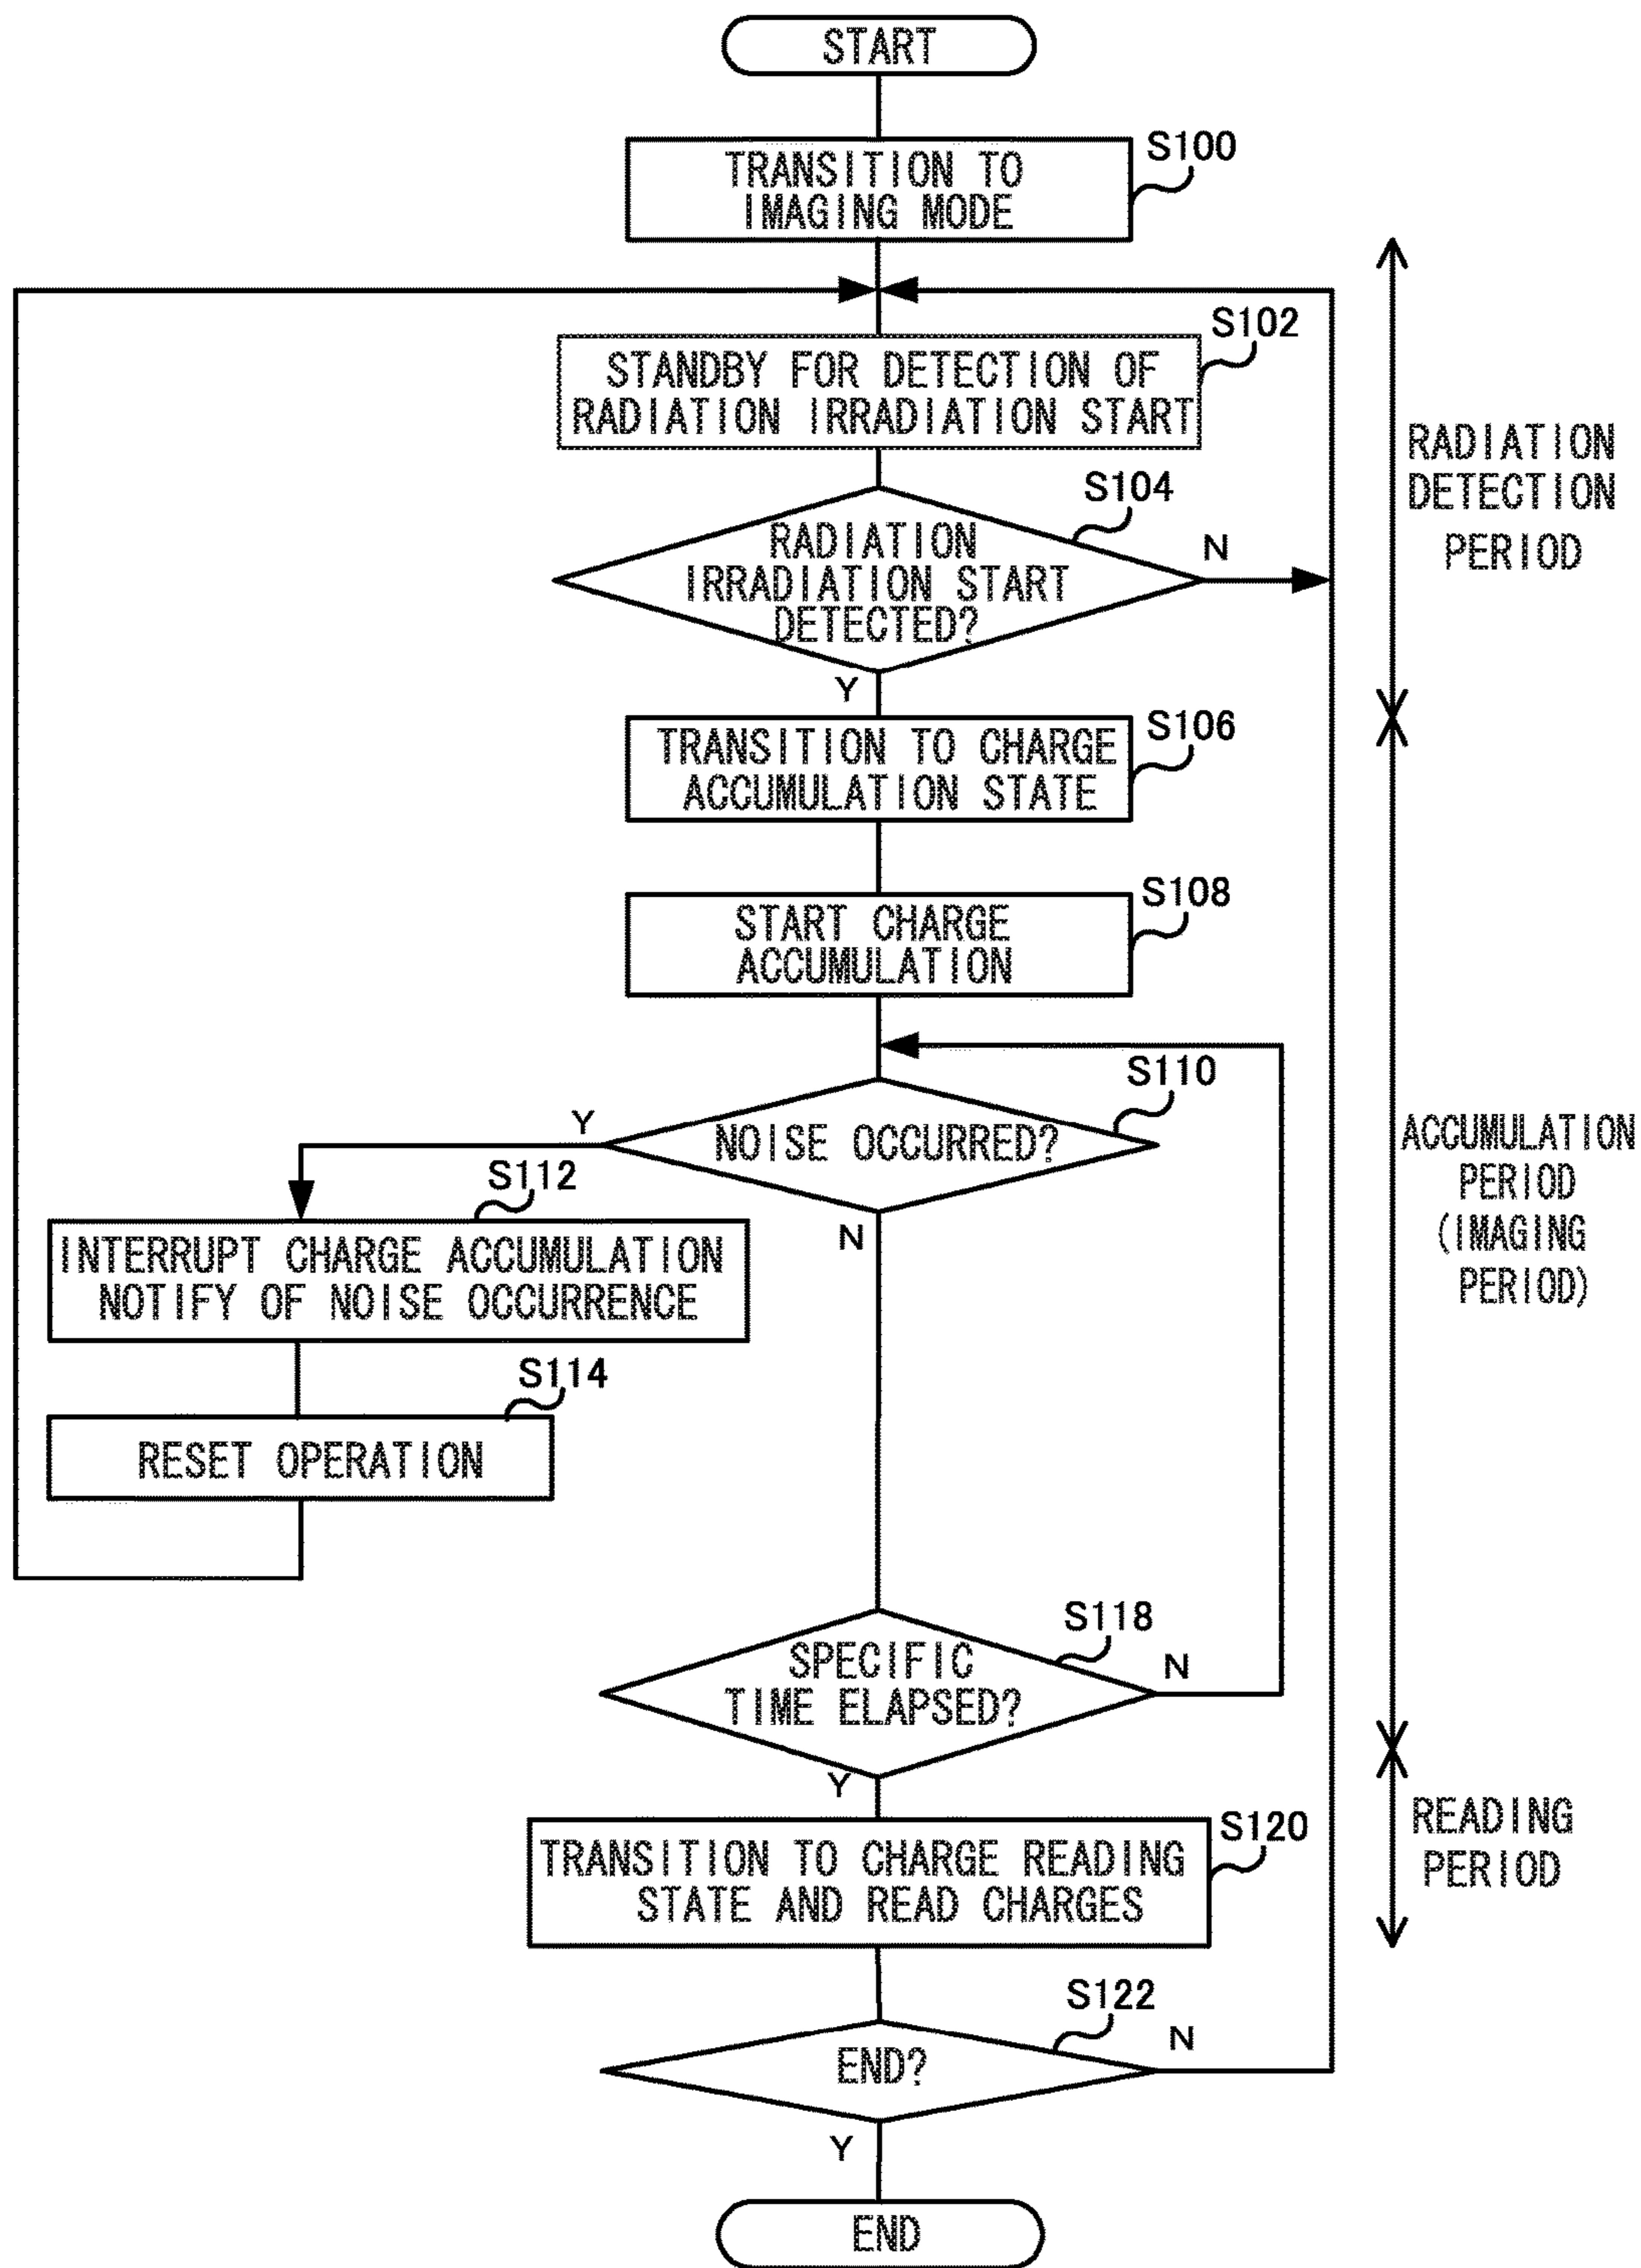 START
S100
TRANSITION TO
IMAGING MODE
S102
STANDBY FOR DETECTION OF
RADIATION IRRADIATION START
RADIATION
DETECTION
PERIOD
S104
RADIATION
IRRADIATION START
DETECTED?
N
Y
S106
TRANSITION TO CHARGE
ACCUMULATION STATE
S108
START CHARGE
ACCUMULATION
S110
NOISE OCCURRED?
Y
N
ACCUMULATION
PERIOD
(IMAGING
PERIOD)
S112
INTERRUPT CHARGE ACCUMULATION
NOTIFY OF NOISE OCCURRENCE
S114
RESET OPERATION
S118
SPECIFIC
TIME ELAPSED?
N
Y
S120
TRANSITION TO CHARGE READING
STATE AND READ CHARGES
READING
PERIOD
S122
END?
N
Y
END